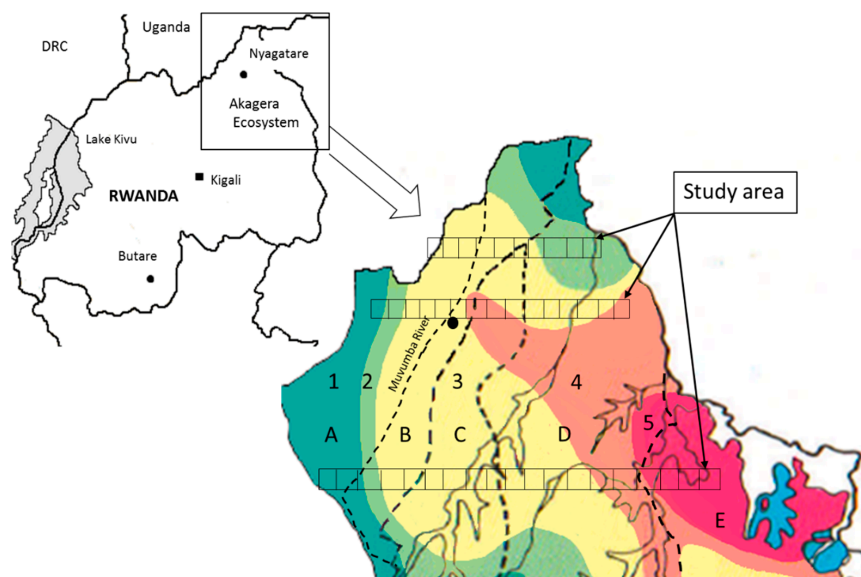 Uganda
DRC
Nyagatare
Akagera
Ecosystem
Lake Kivu
Kigali
RWANDA
Butare
Study area
Muvumba River
1
2
3
4
5
A
B
C
D
E